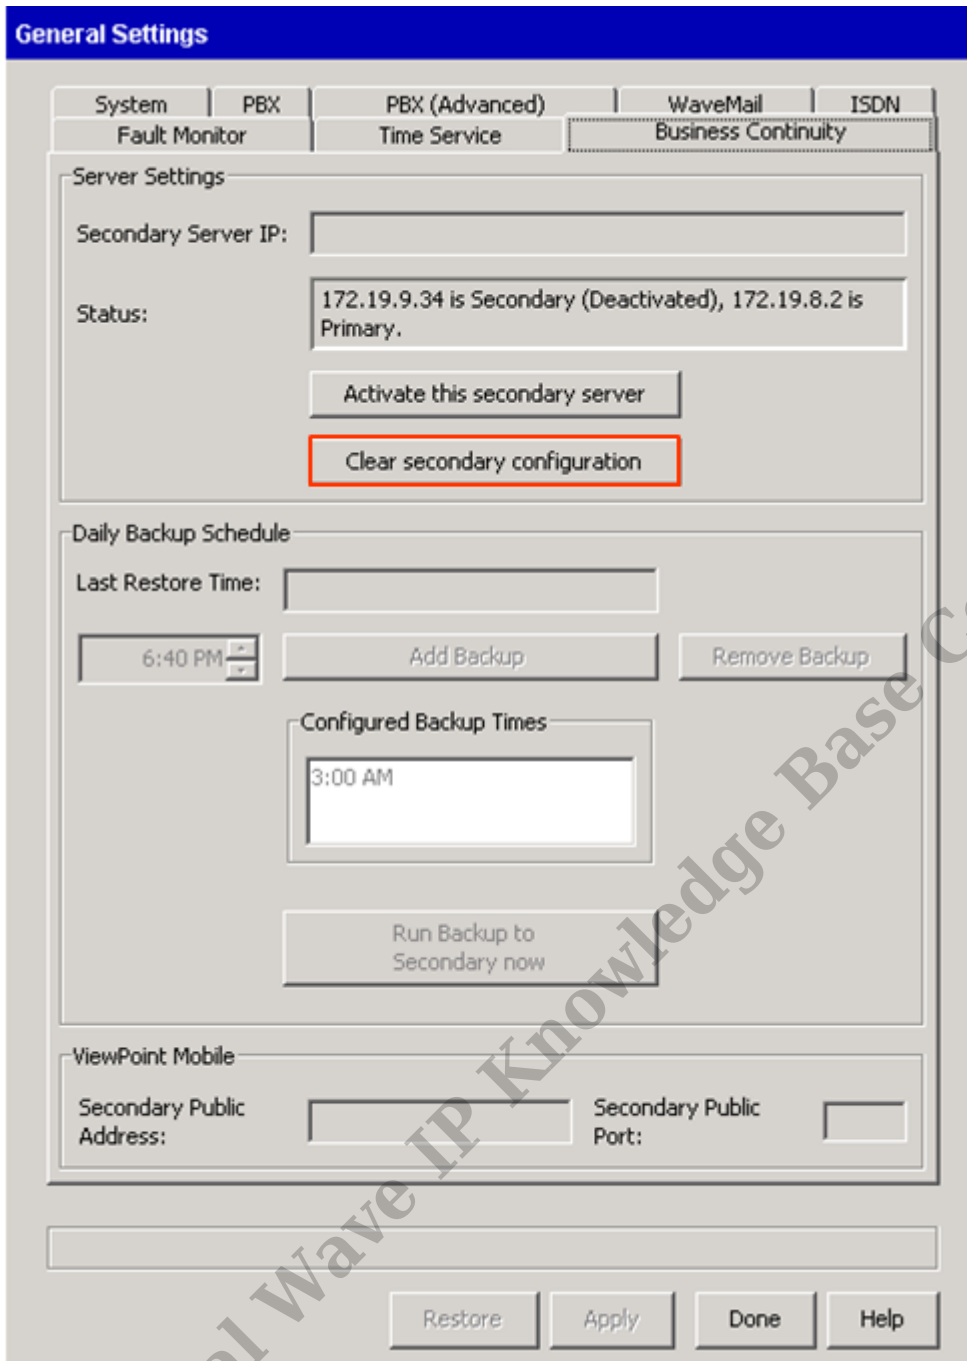 General Settings
System PBX PBX (Advanced) WaveMail ISDN
Fault Monitor Time Service Business Continuity
Server Settings
Secondary Server IP:
Status:
172.19.9.34 is Secondary (Deactivated), 172.19.8.2 is
Primary.
Activate this secondary server
Clear secondary configuration
Daily Backup Schedule
Last Restore Time:
6:40 PM Add Backup Remove Backup
Configured Backup Times
3:00 AM
Run Backup to
Secondary now
ViewPoint Mobile
Secondary Public
Address:
Secondary Public
Port:
Restore Apply Done Help
Wave IP Knowledge Base